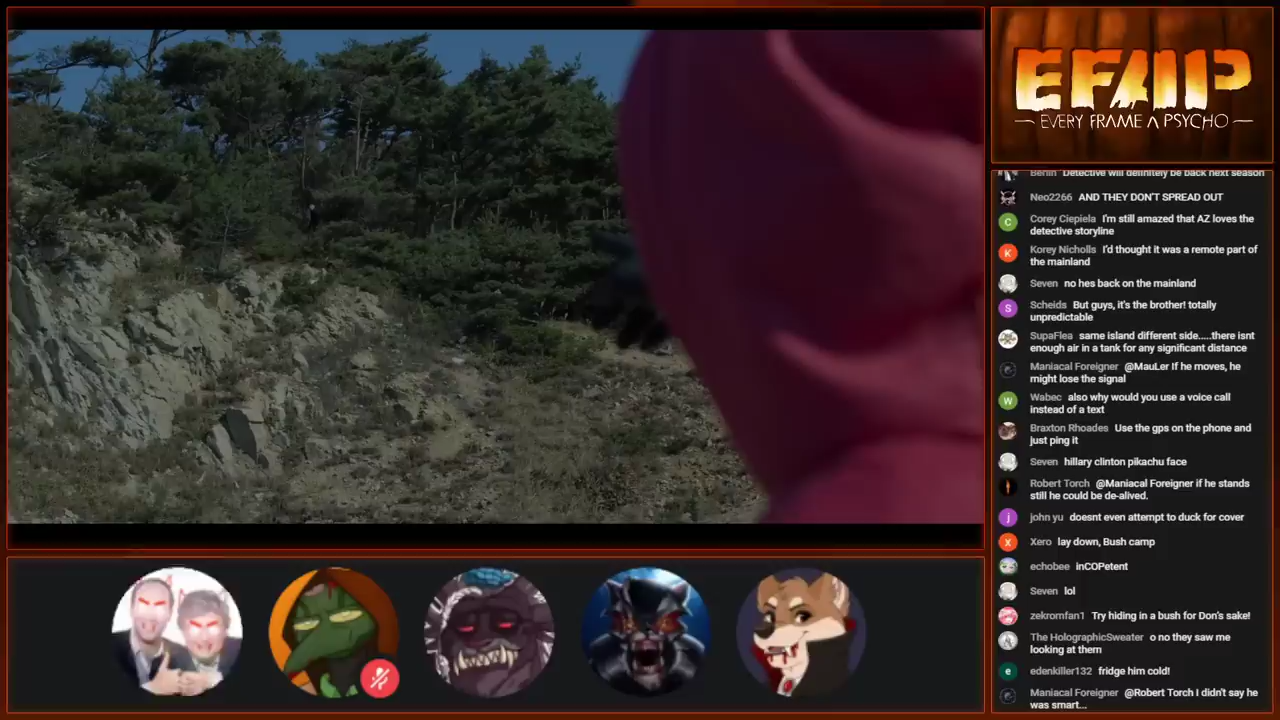 EFAP
EVERY FRAME A PSYCHO
Berlin Detective will definitely be back next season
Neo2266 AND THEY DON'T SPREAD OUT
Corey Ciepiela I'm still amazed that AZ loves the
detective storyline
Korey Nicholls I'd thought it was a remote part of
the mainland
Seven no hes back on the mainland
Scheids But guys, it's the brother! totally
unpredictable
SupaFlea same island different side.....there isnt
enough air in a tank for any significant distance
Maniacal Foreigner @MauLer If he moves, he
might lose the signal
Wabec also why would you use a voice call
instead of a text
Braxton Rhoades Use the gps on the phone and
just ping it
Seven hillary clinton pikachu face
Robert Torch @Maniacal Foreigner if he stands
still he could be de-alived.
john yu doesnt even attempt to duck for cover
Xero lay down, Bush camp
echobee inCOPetent
Seven lol
zekromfan1 Try hiding in a bush for Don's sake!
The HolographicSweater o no they saw me
looking at them
edenkiller132 fridge him cold!
Maniacal Foreigner @Robert Torch I didn't say he
was smart...